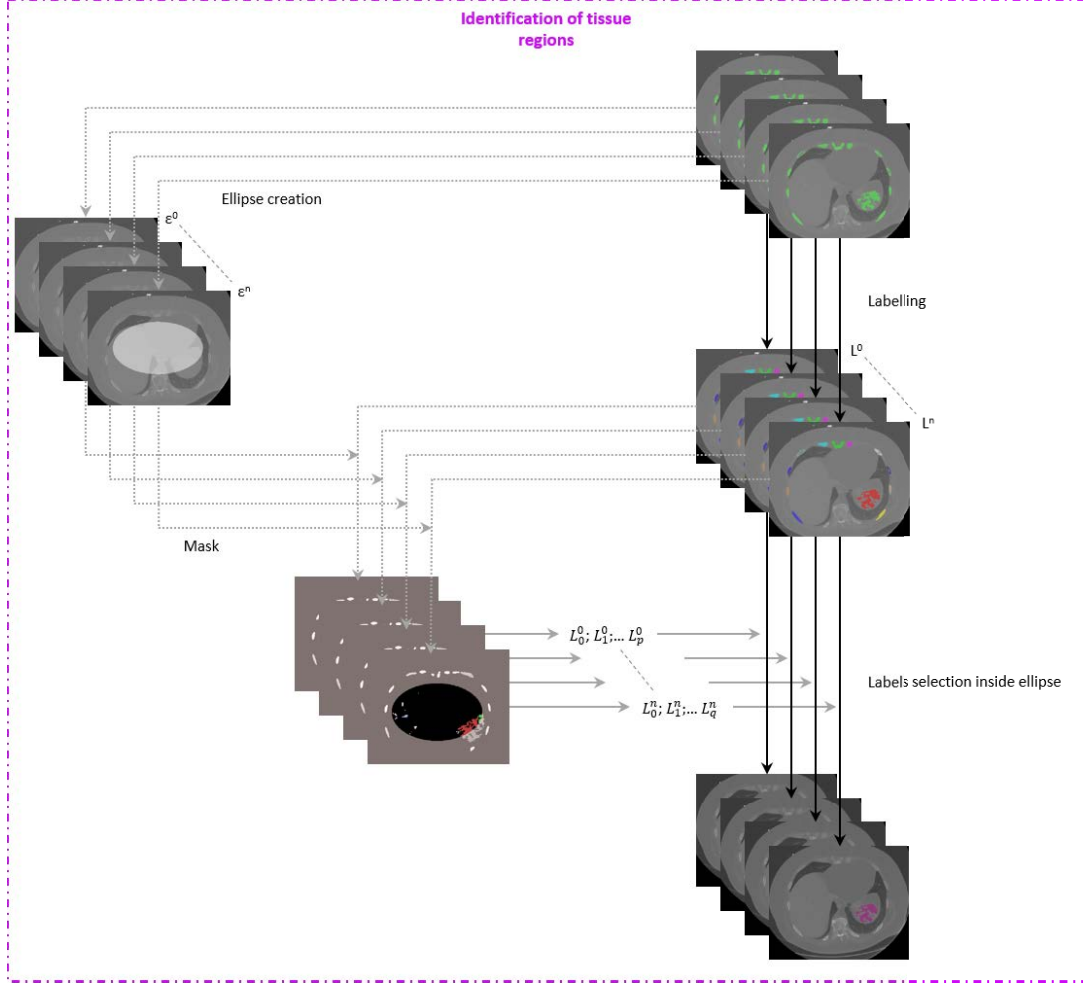 Identification of tissue
regions
Ellipse creation
ε⁰
εⁿ
Labelling
L⁰
Lⁿ
Mask
L₀⁰; L₁⁰;... Lₚ⁰
Labels selection inside ellipse
L₀ⁿ; L₁ⁿ;... L_qⁿ